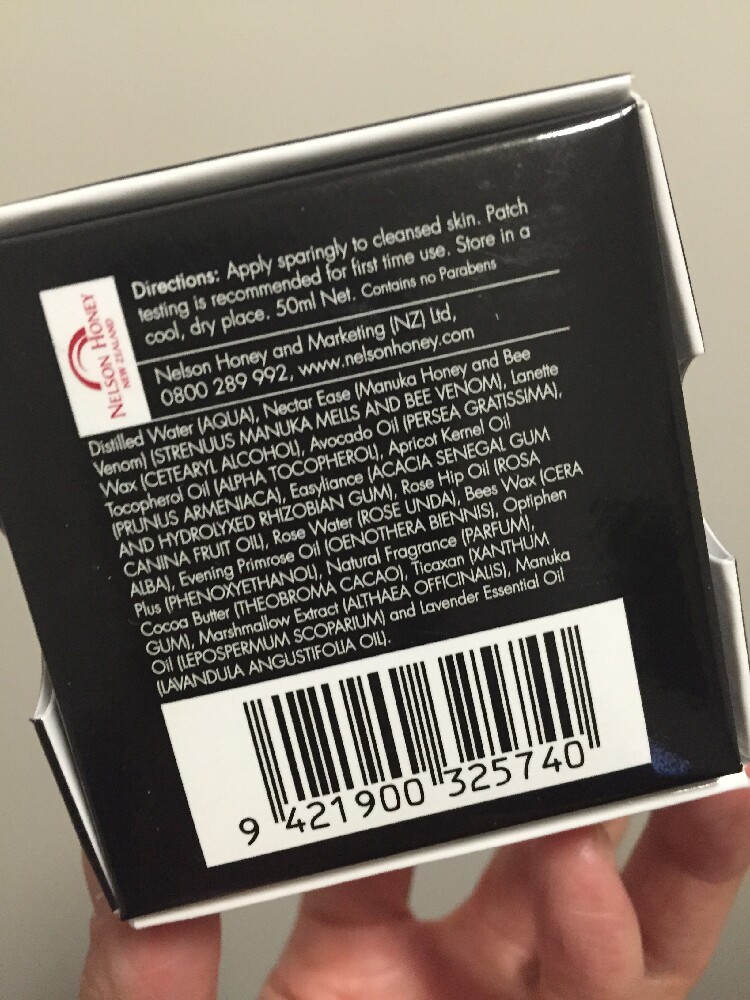 Directions: Apply sparingly to cleansed skin. Patch
testing is recommended for first time use. Store in a
cool, dry place. 50ml Net. Contains no Parabens
NELSON HONEY
NEW ZEALAND
Nelson Honey and Marketing (NZ) Ltd,
0800 289 992, www.nelsonhoney.com
Distilled Water (AQUA), Nectar Ease (Manuka Honey and Bee
Venom) (STRENUUS MANUKA MELLS AND BEE VENOM), Lanette
Wax (CETEARYL ALCOHOL), Avocado Oil (PERSEA GRATISSIMA),
Tocopherol Oil (ALPHA TOCOPHEROL), Apricot Kernel Oil
(PRUNUS ARMENIACA), Easyliance (ACACIA SENEGAL GUM
AND HYDROLYXED RHIZOBIAN GUM), Rose Hip Oil (ROSA
CANINA FRUIT OIL), Rose Water (ROSE UNDA), Bees Wax (CERA
ALBA), Evening Primrose Oil (OENOTHERA BIENNIS), Optiphen
Plus (PHENOXYETHANOL), Natural Fragrance (PARFUM),
Cocoa Butter (THEOBROMA CACAO), Ticaxan (XANTHUM
GUM), Marshmallow Extract (ALTHAEA OFFICINALIS), Manuka
Oil (LEPOSPERMUM SCOPARIUM) and Lavender Essential Oil
(LAVANDULA ANGUSTIFOLIA OIL).
9 421900 325740